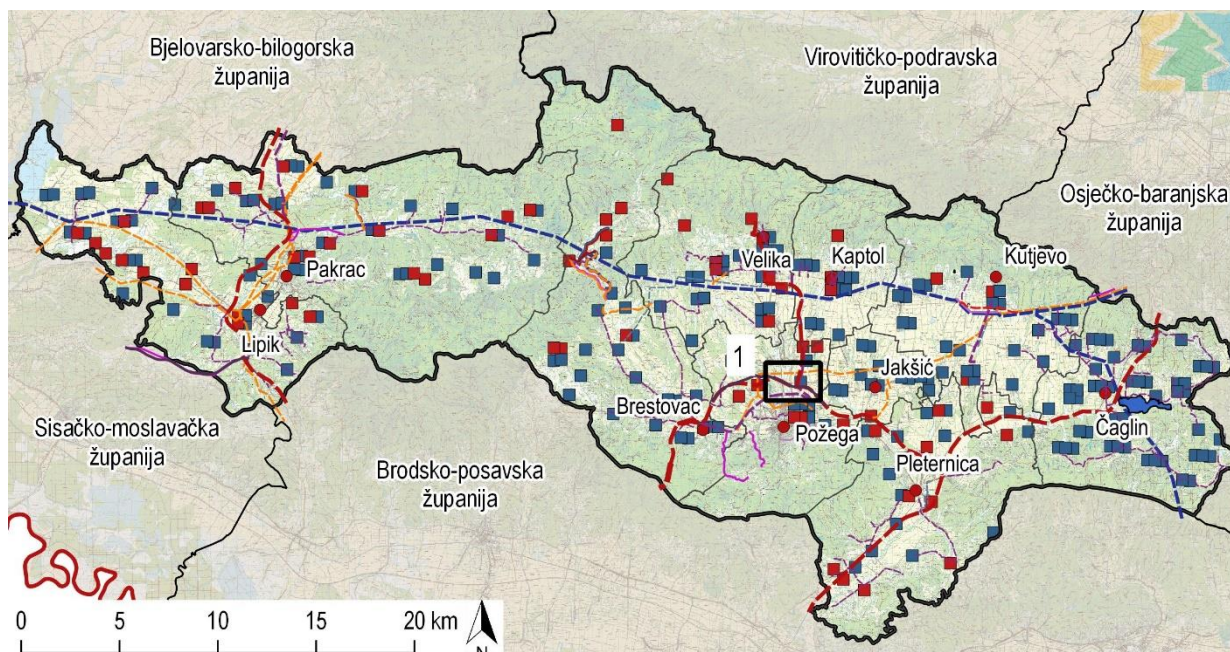 Bjelovarsko-bilogorska
županija
Virovitičko-podravska
županija
Osječko-baranjska
županija
Pakrac
Velika
Kaptol
Kutjevo
Lipik
1
Jakšić
Brestovac
Požega
Čaglin
Sisačko-moslavačka
županija
Brodsko-posavska
županija
Pleternica
0 5 10 15 20 km
N